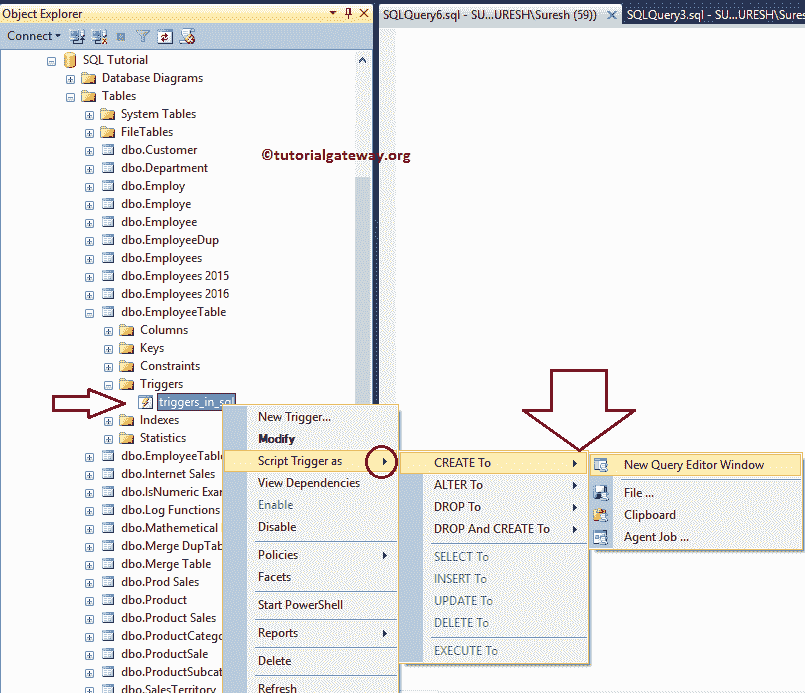 Object Explorer
Connect
SQL Tutorial
Database Diagrams
Tables
System Tables
FileTables
dbo.Customer
dbo.Department
dbo.Employ
dbo.Employe
dbo.Employee
dbo.EmployeeDup
dbo.Employees
dbo.Employees 2015
dbo.Employees 2016
dbo.EmployeeTable
Columns
Keys
Constraints
Triggers
triggers_in_sql
Indexes
Statistics
dbo.EmployeeTable
dbo.Internet Sales
dbo.IsNumeric Exar
dbo.Log Functions
dbo.Mathemetical
dbo.Merge DupTab
dbo.Merge Table
dbo.Prod Sales
dbo.Product
dbo.Product Sales
dbo.ProductCatego
dbo.ProductSale
dbo.ProductSubcat
dbo.SalesTerritory
SQLQuery6.sql - SU...URESH\Suresh (59))
SQLQuery3.sql - SU...URESH\Sures
©tutorialgateway.org
New Trigger...
Modify
Script Trigger as
View Dependencies
Enable
Disable
Policies
Facets
Start PowerShell
Reports
Delete
Refresh
CREATE To
ALTER To
DROP To
DROP And CREATE To
SELECT To
INSERT To
UPDATE To
DELETE To
EXECUTE To
New Query Editor Window
File ...
Clipboard
Agent Job ...